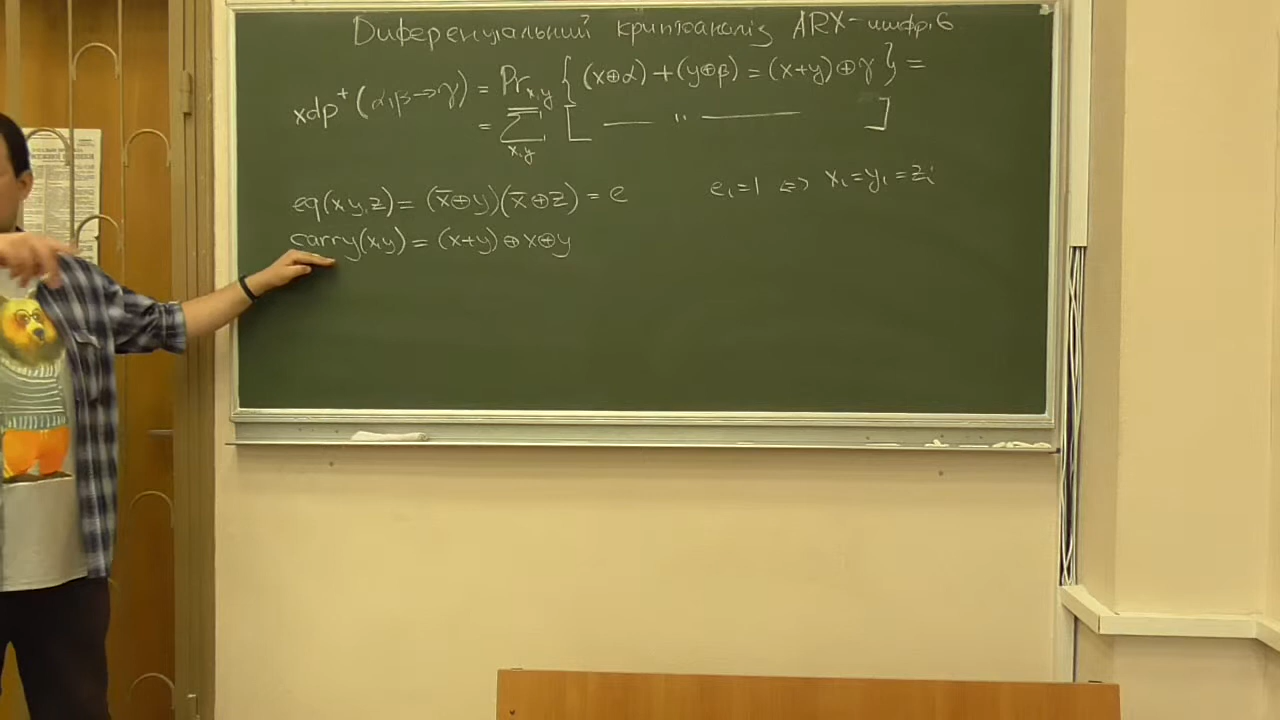 Диференціальний криптоаналіз ARX-шифрів
xdp⁺(α,β→γ) = Pr_{x,y} { (x⊕α)+(y⊕β) = (x+y)⊕γ } =
= Σ_{x,y} [ —— " —— ]
eq(x,y,z) = (x̄⊕y)(x̄⊕z) = e e_i=1 ⇔ x_i=y_i=z_i
carry(x,y) = (x+y)⊕x⊕y